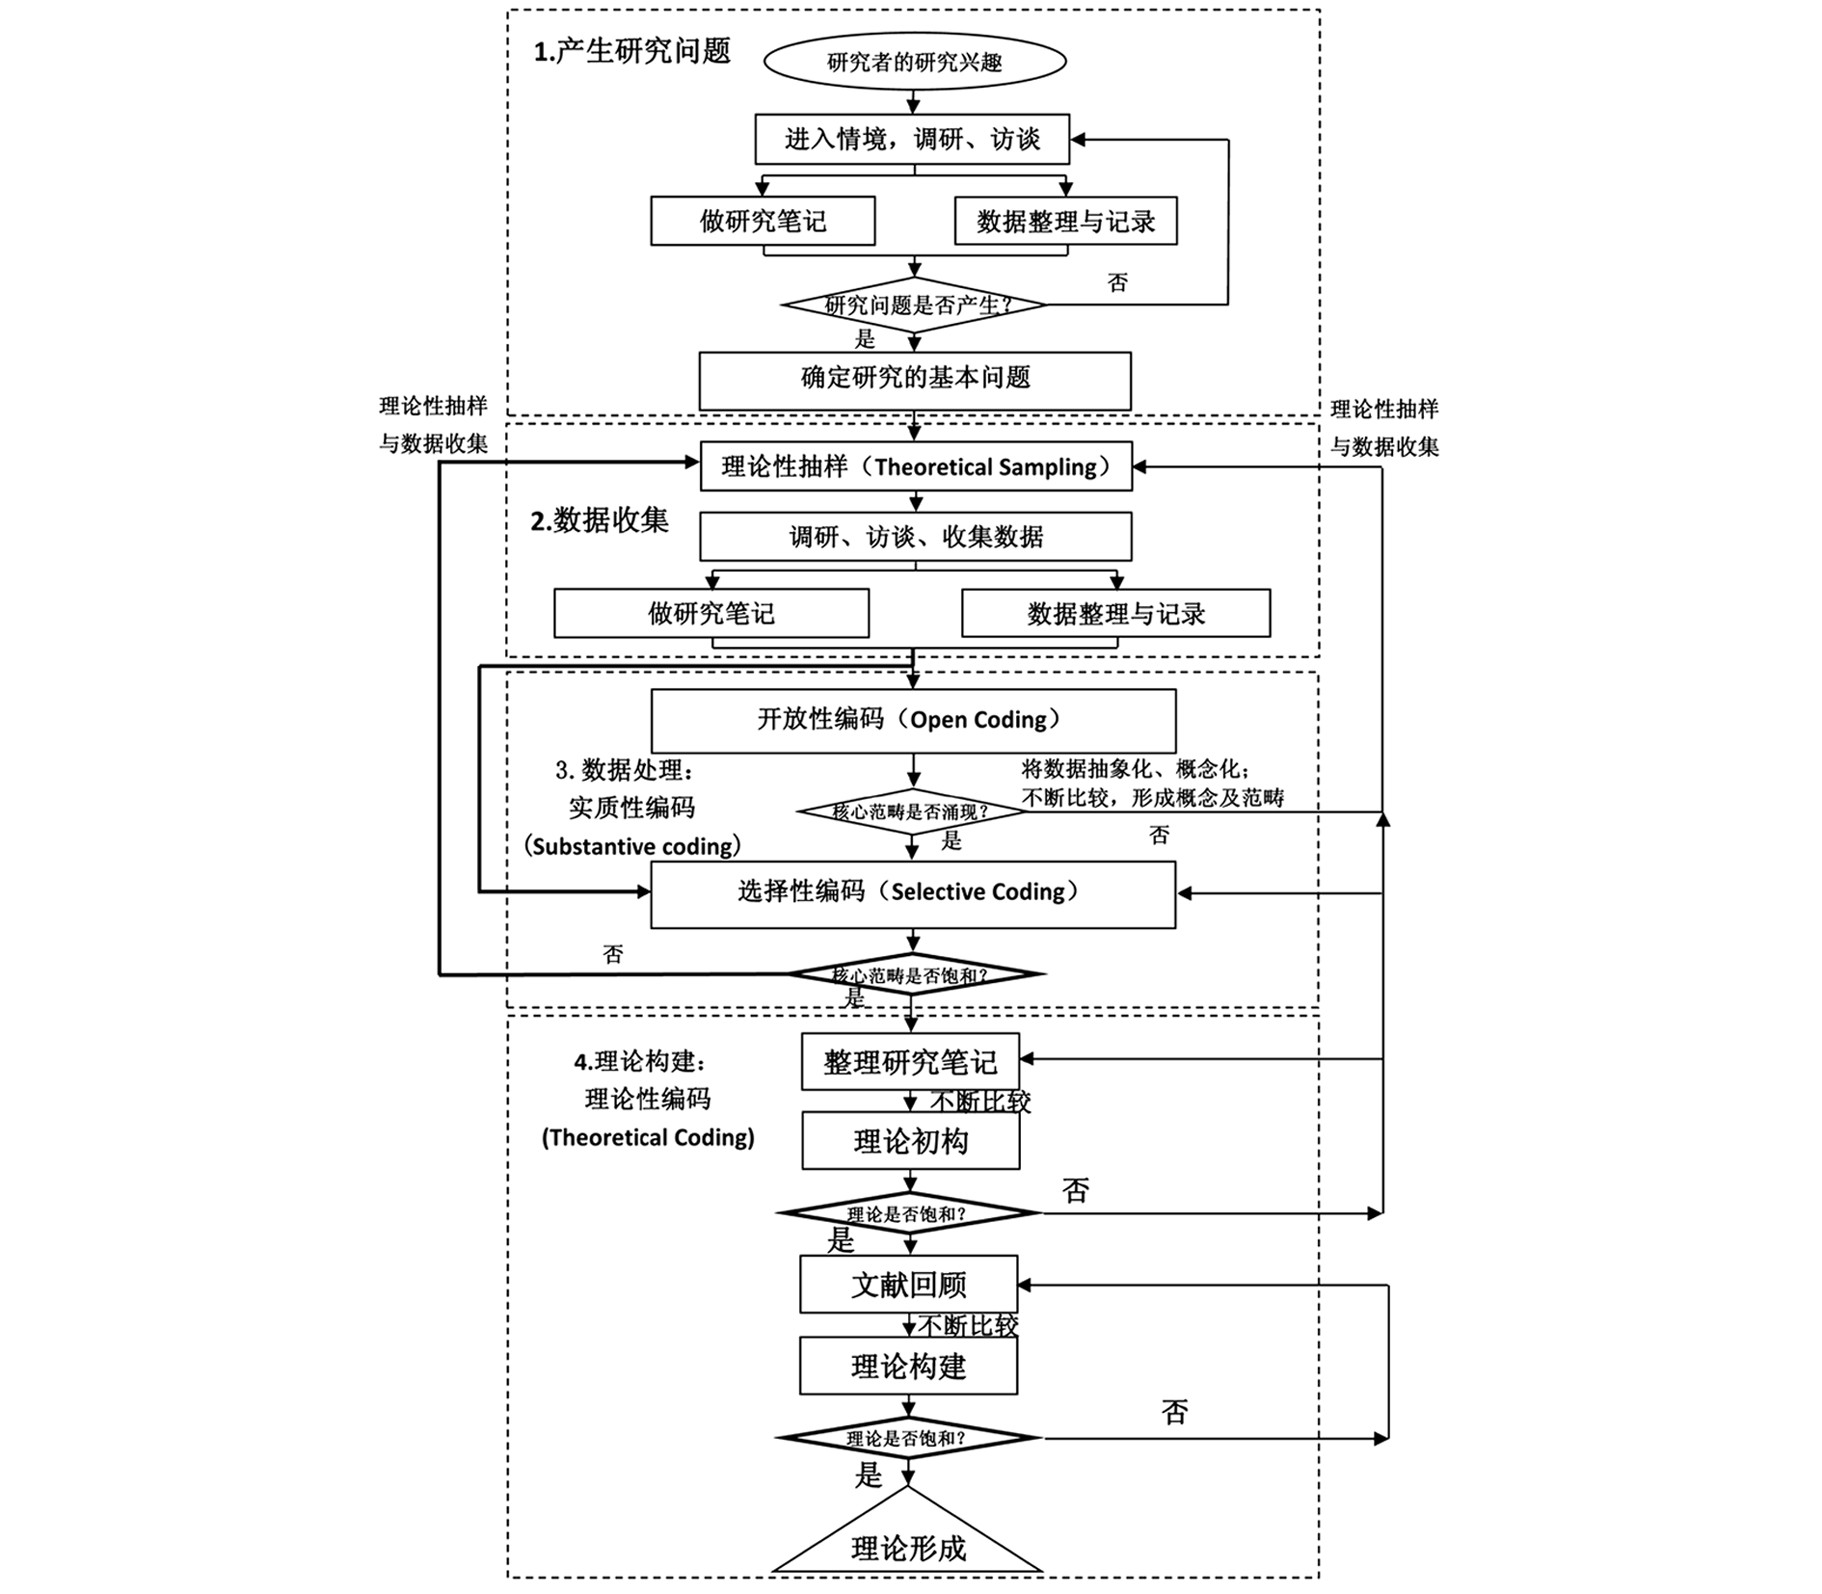 1.产生研究问题
研究者的研究兴趣
进入情境，调研、访谈
做研究笔记
数据整理与记录
研究问题是否产生？
否
是
确定研究的基本问题
理论性抽样
与数据收集
理论性抽样
与数据收集
理论性抽样（Theoretical Sampling）
2.数据收集
调研、访谈、收集数据
做研究笔记
数据整理与记录
开放性编码（Open Coding）
3. 数据处理：
实质性编码
（Substantive coding）
将数据抽象化、概念化；
不断比较，形成概念及范畴
核心范畴是否涌现？
否
是
选择性编码（Selective Coding）
否
核心范畴是否饱和？
是
4.理论构建：
理论性编码
(Theoretical Coding)
整理研究笔记
不断比较
理论初构
否
理论是否饱和？
是
文献回顾
不断比较
理论构建
否
理论是否饱和？
是
理论形成